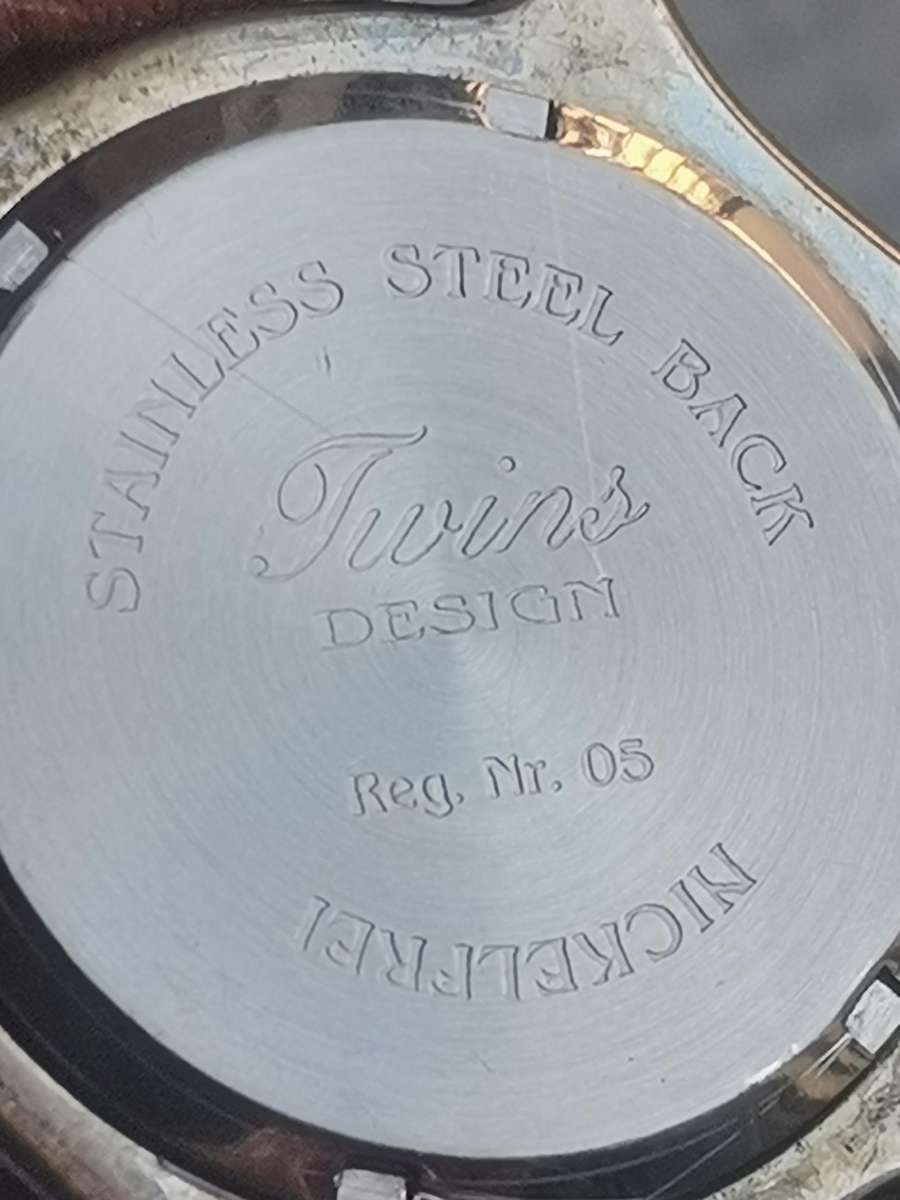 STAINLESS STEEL BACK
Twins
DESIGN
Reg. Nr. 05
NICKELFREI